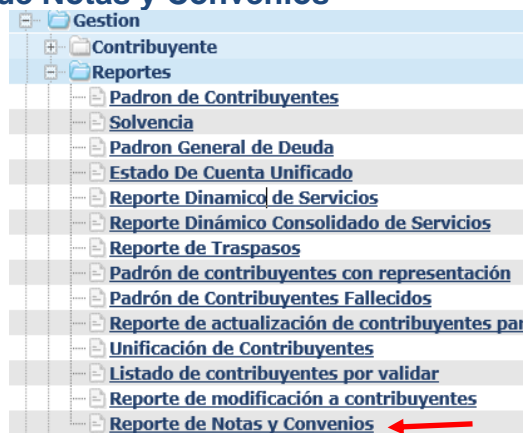 de Notas y Convenios
Gestion
Contribuyente
Reportes
Padron de Contribuyentes
Solvencia
Padron General de Deuda
Estado De Cuenta Unificado
Reporte Dinamico de Servicios
Reporte Dinámico Consolidado de Servicios
Reporte de Traspasos
Padrón de contribuyentes con representación
Padrón de Contribuyentes Fallecidos
Reporte de actualización de contribuyentes par
Unificación de Contribuyentes
Listado de contribuyentes por validar
Reporte de modificación a contribuyentes
Reporte de Notas y Convenios